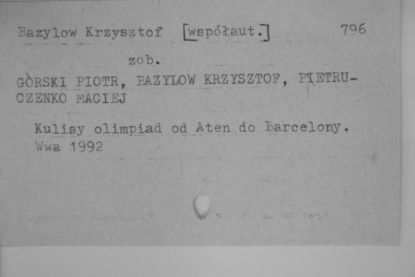 Bazylow Krzysztof [współaut.] 796
zob.
GÓRSKI PIOTR, BAZYLOW KRZYSZTOF, PIETRU-
CZENKO MACIEJ
Kulisy olimpiad od Aten do Barcelony.
Wwa 1992